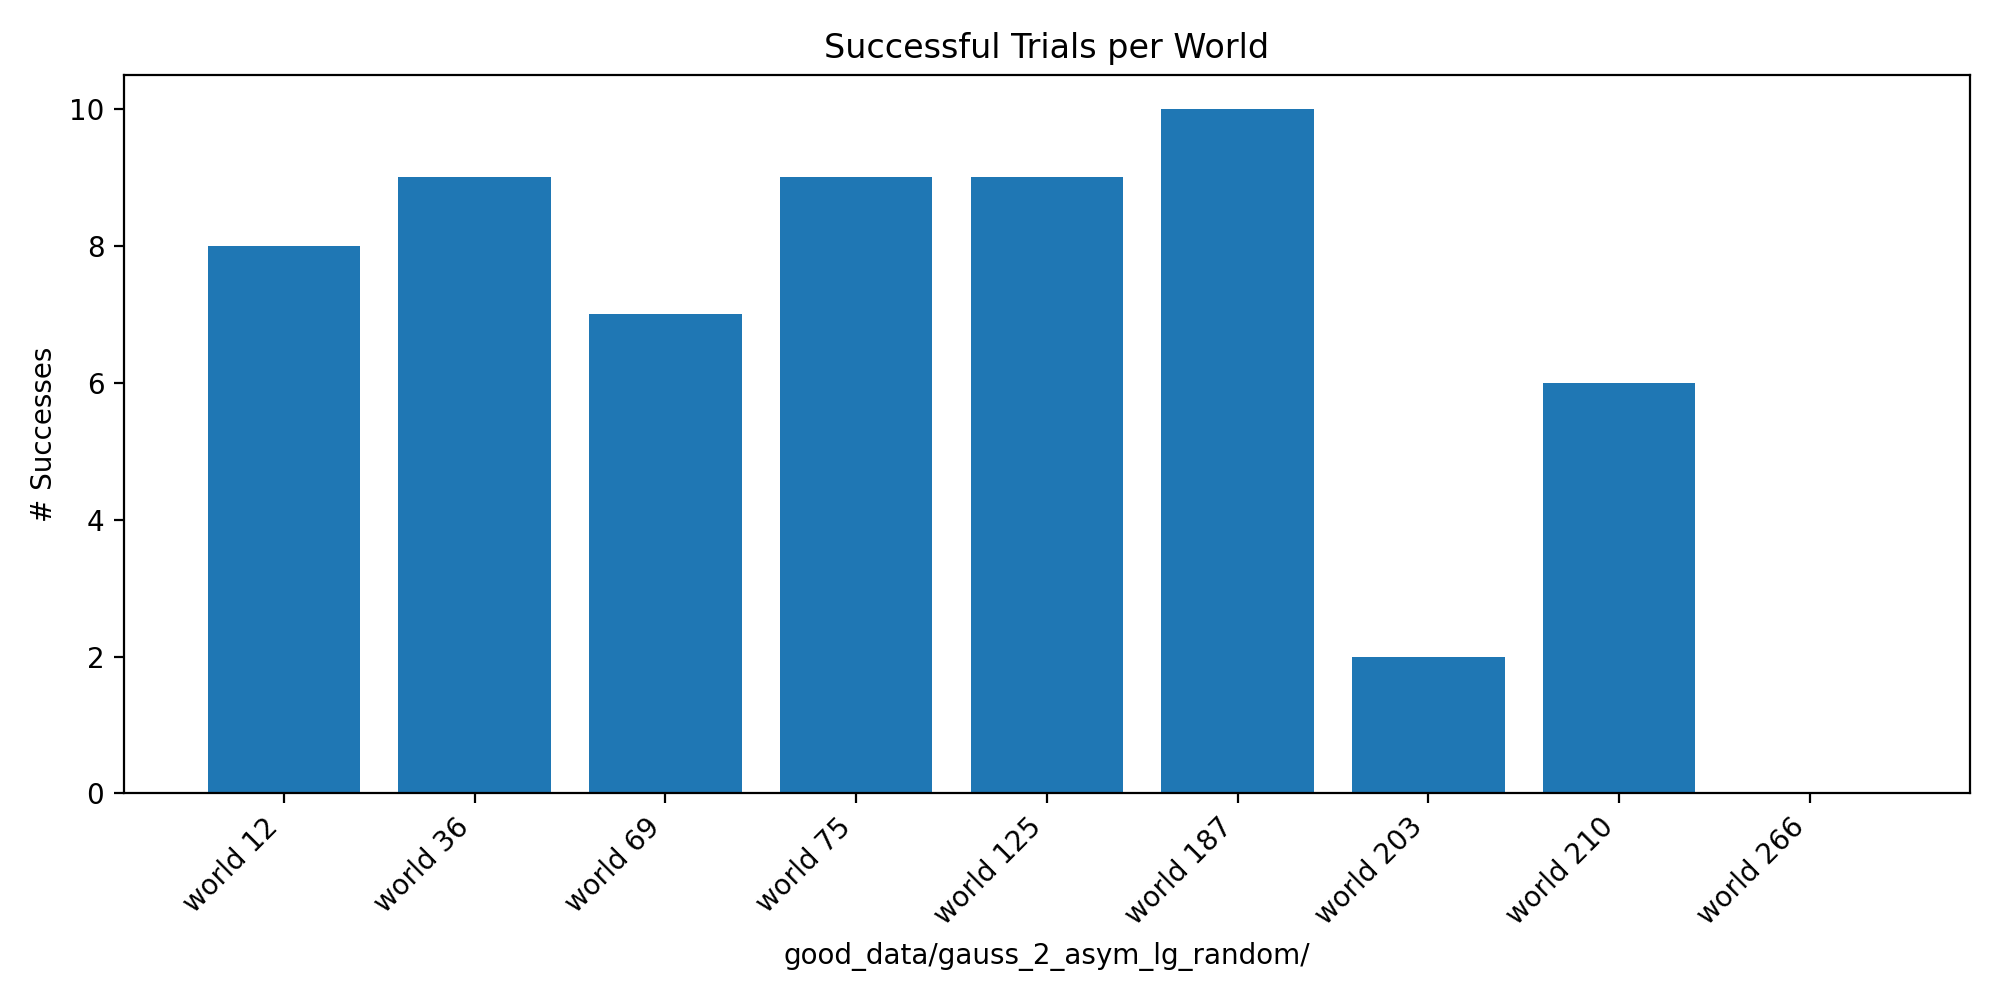 Successful Trials per World
# Successes
10
8
6
4
2
0
world 12
world 36
world 69
world 75
world 125
world 187
world 203
world 210
world 266
good_data/gauss_2_asym_lg_random/